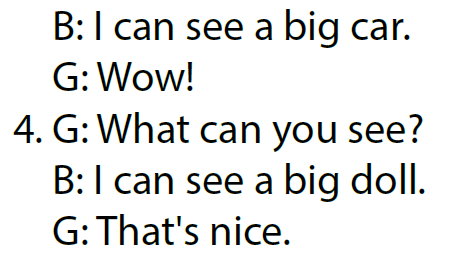 B: I can see a big car.
G: Wow!
4. G: What can you see?
B: I can see a big doll.
G: That's nice.